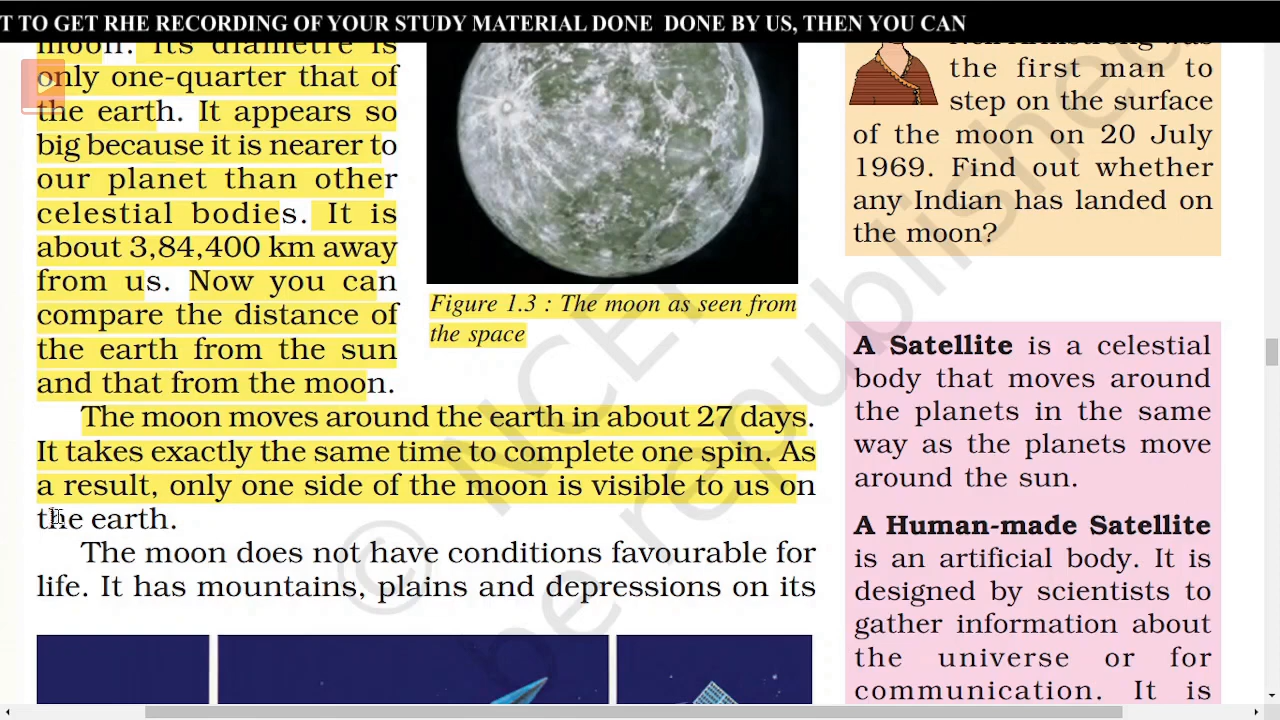 T TO GET RHE RECORDING OF YOUR STUDY MATERIAL DONE  DONE BY US, THEN YOU CAN
moon. Its diametre is
only one-quarter that of
the earth. It appears so
big because it is nearer to
our planet than other
celestial bodies. It is
about 3,84,400 km away
from us. Now you can
compare the distance of
the earth from the sun
and that from the moon.
Figure 1.3 : The moon as seen from
the space
The moon moves around the earth in about 27 days.
It takes exactly the same time to complete one spin. As
a result, only one side of the moon is visible to us on
the earth.
The moon does not have conditions favourable for
life. It has mountains, plains and depressions on its
Neil Armstrong was
the first man to
step on the surface
of the moon on 20 July
1969. Find out whether
any Indian has landed on
the moon?
A Satellite is a celestial
body that moves around
the planets in the same
way as the planets move
around the sun.
A Human-made Satellite
is an artificial body. It is
designed by scientists to
gather information about
the universe or for
communication. It is
© NCERT
be republished